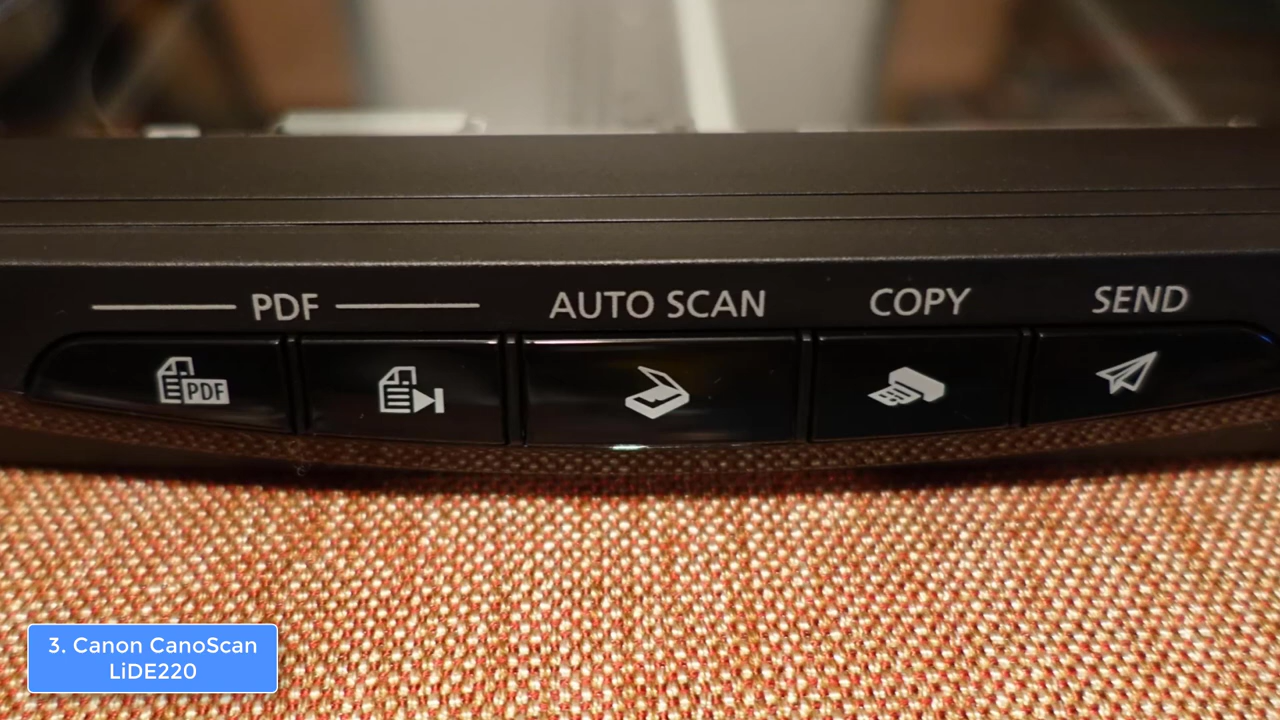 PDF
AUTO SCAN
COPY
SEND
PDF
3. Canon CanoScan
LiDE220